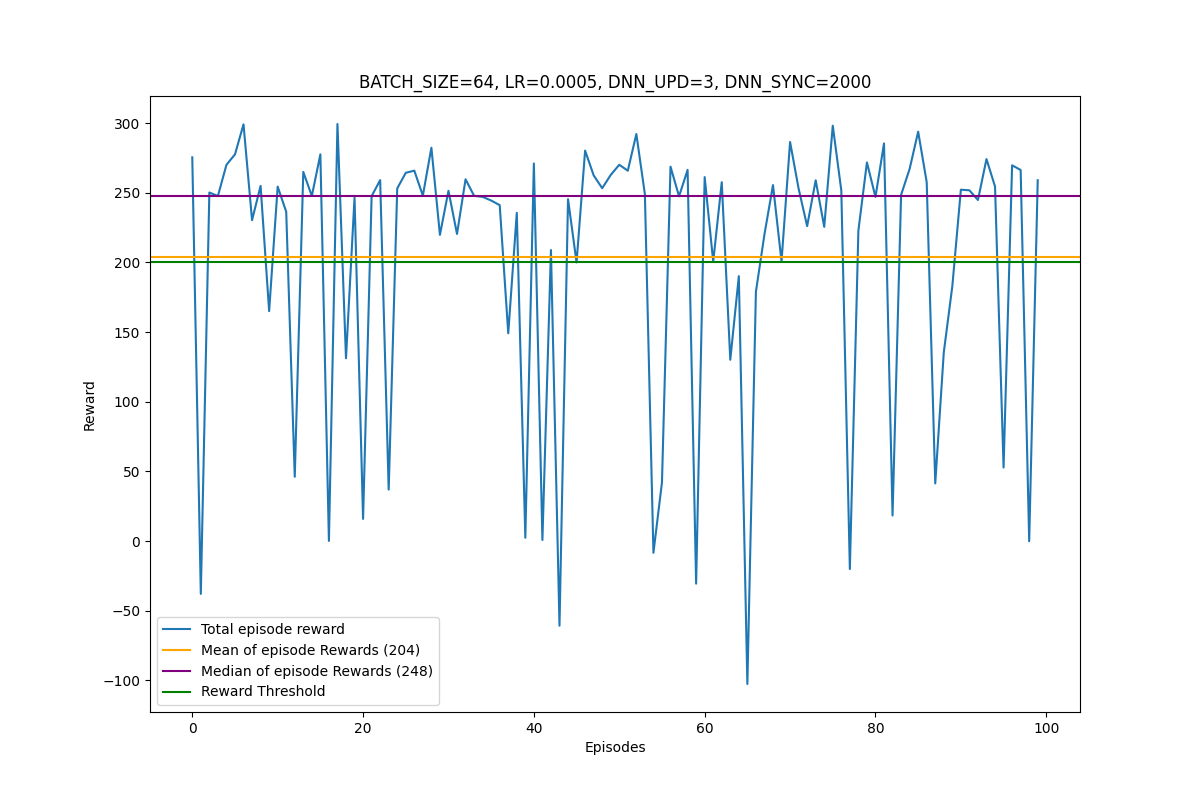 BATCH_SIZE=64, LR=0.0005, DNN_UPD=3, DNN_SYNC=2000
300
250
200
150
100
50
0
−50
−100
Reward
Total episode reward
Mean of episode Rewards (204)
Median of episode Rewards (248)
Reward Threshold
0 20 40 60 80 100
Episodes